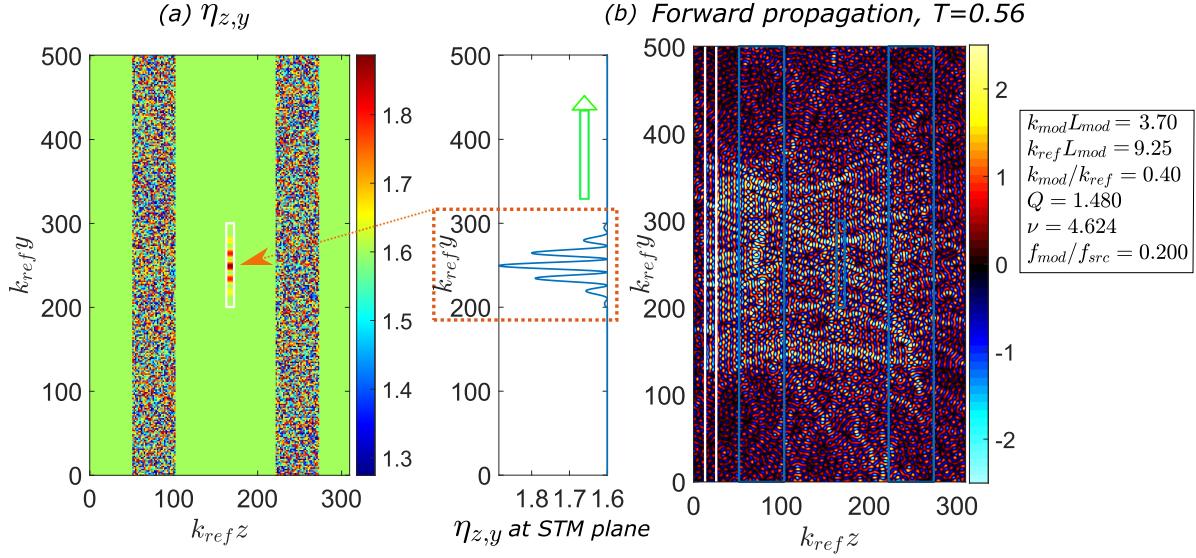 (a) η_{z,y}
500
400
300
200
100
0
k_{ref}y
0 100 200 300
k_{ref}z
1.8
1.7
1.6
1.5
1.4
1.3
500
400
300
200
100
0
k_{ref}y
1.8 1.7 1.6
η_{z,y} at STM plane
(b) Forward propagation, T=0.56
500
400
300
200
100
0
k_{ref}y
0 100 200 300
k_{ref}z
2
1
0
-1
-2
k_{mod}L_{mod} = 3.70
k_{ref}L_{mod} = 9.25
k_{mod}/k_{ref} = 0.40
Q = 1.480
ν = 4.624
f_{mod}/f_{src} = 0.200